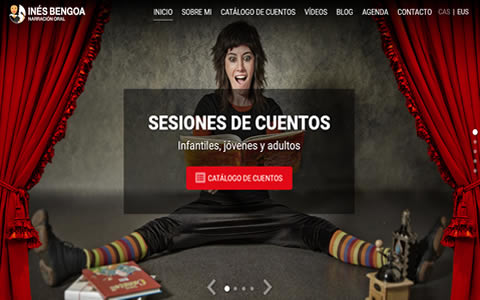 INÉS BENGOA
NARRACIÓN ORAL
INICIO SOBRE MI CATÁLOGO DE CUENTOS VÍDEOS BLOG AGENDA CONTACTO CAS | EUS
SESIONES DE CUENTOS
Infantiles, jóvenes y adultos
CATÁLOGO DE CUENTOS